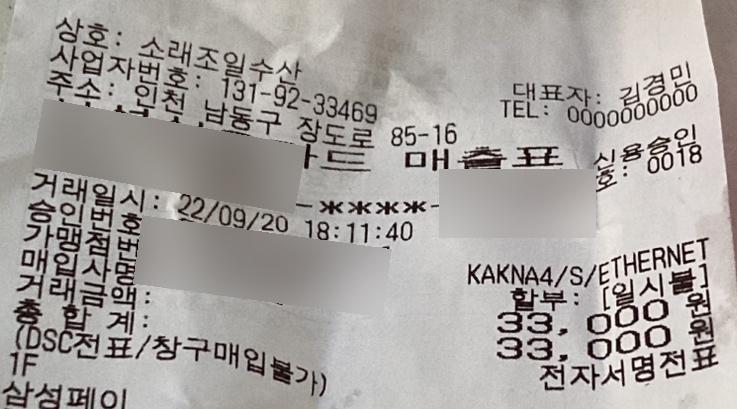 상호: 소래조일수산
사업자번호: 131-92-33469 대표자: 김경민
주소: 인천 남동구 장도로 85-16 TEL: 0000000000
카드 매출표 신용승인
호: 0018
-****-
거래일시: 22/09/20 18:11:40
승인번호
가맹점번 KAKNA4/S/ETHERNET
매입사명 할부: [일시불]
거래금액: 33,000 원
총 합 계: 33,000 원
(DSC전표/창구매입불가) 전자서명전표
1F
삼성페이